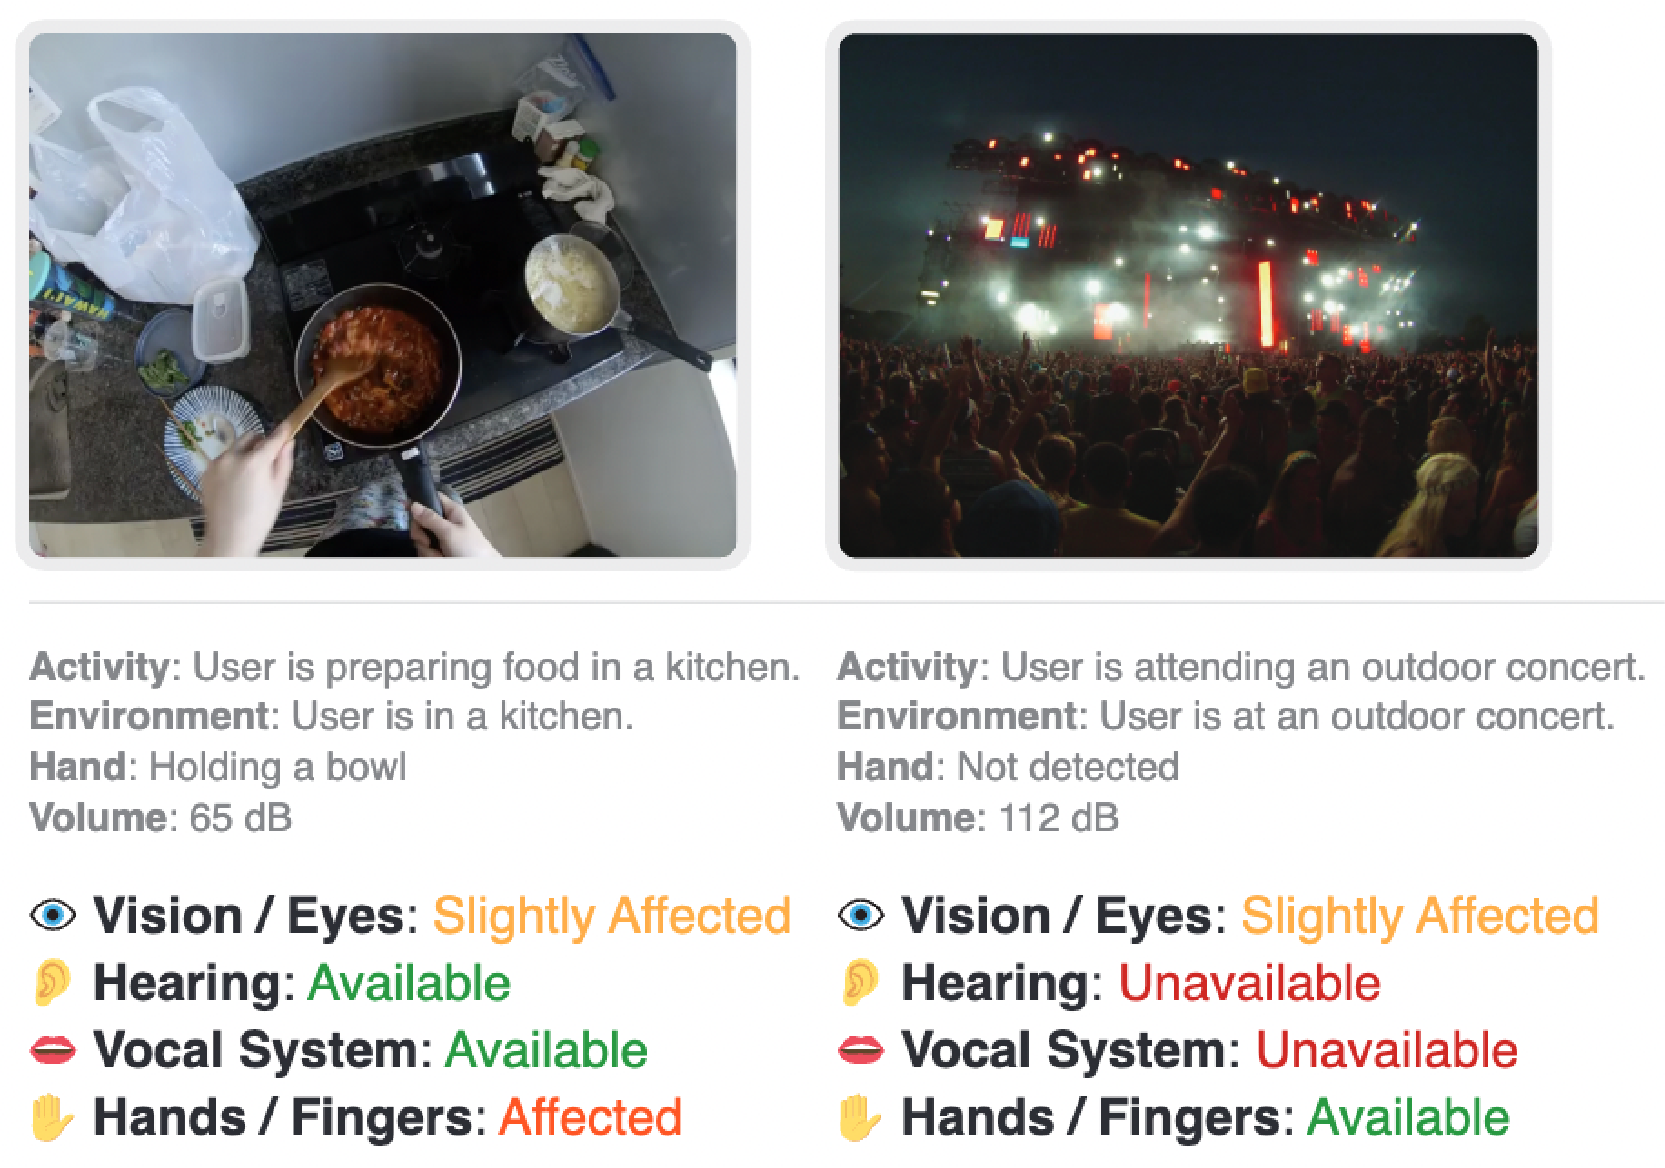 Ziploc
HAWAI'I
Activity: User is preparing food in a kitchen.
Environment: User is in a kitchen.
Hand: Holding a bowl
Volume: 65 dB
Vision / Eyes: Slightly Affected
Hearing: Available
Vocal System: Available
Hands / Fingers: Affected
Activity: User is attending an outdoor concert.
Environment: User is at an outdoor concert.
Hand: Not detected
Volume: 112 dB
Vision / Eyes: Slightly Affected
Hearing: Unavailable
Vocal System: Unavailable
Hands / Fingers: Available